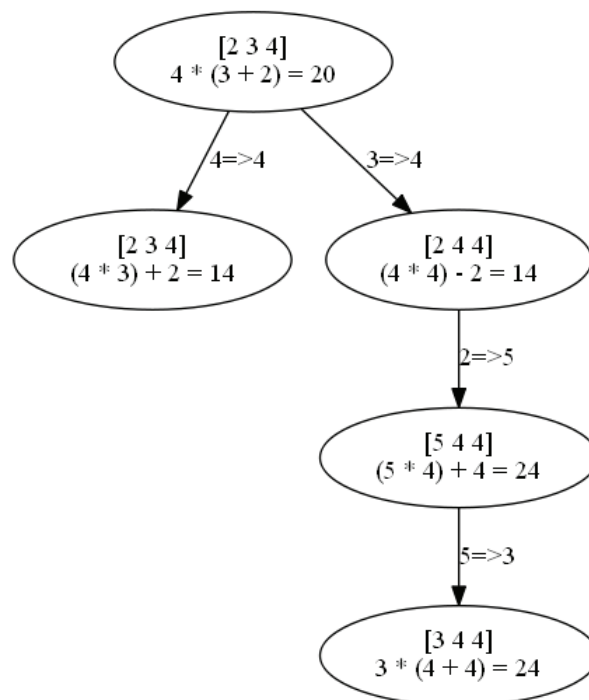 [2 3 4]
4 * (3 + 2) = 20
4=>4
3=>4
[2 3 4]
(4 * 3) + 2 = 14
[2 4 4]
(4 * 4) - 2 = 14
2=>5
[5 4 4]
(5 * 4) + 4 = 24
5=>3
[3 4 4]
3 * (4 + 4) = 24